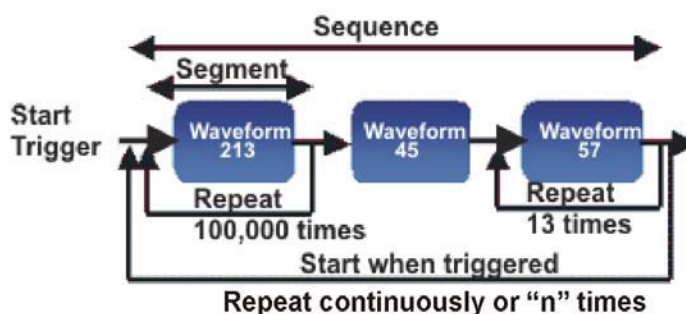 Sequence
Segment
Start
Trigger
Waveform
213
Waveform
45
Waveform
57
Repeat
100,000 times
Repeat
13 times
Start when triggered
Repeat continuously or “n” times